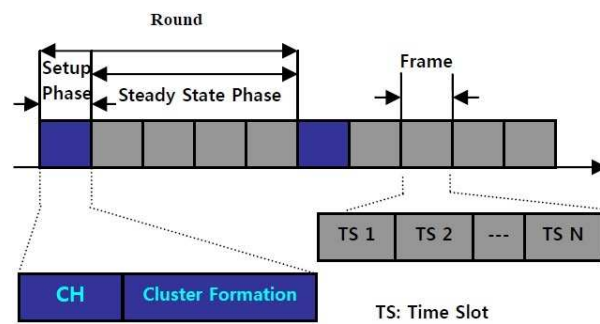 Round
Setup
Phase
Steady State Phase
Frame
TS 1
TS 2
---
TS N
CH
Cluster Formation
TS: Time Slot